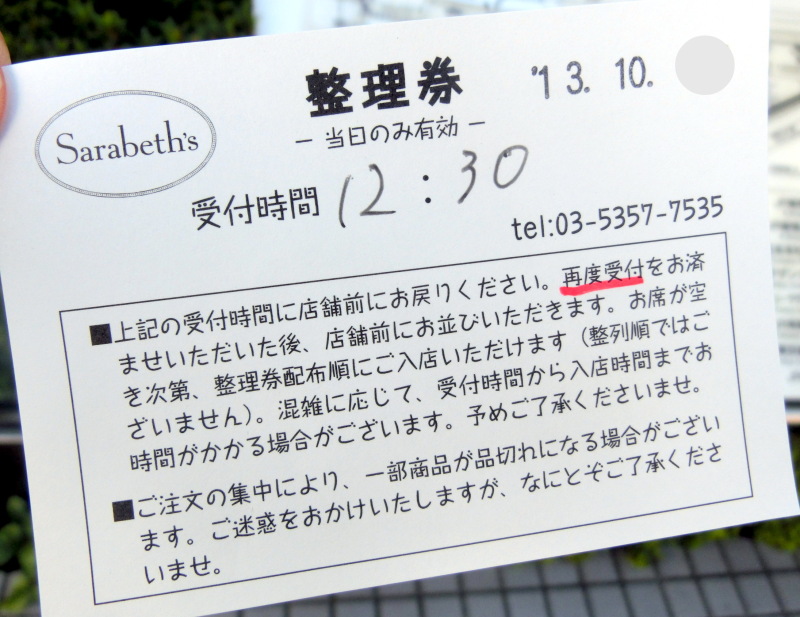 整理券
'13. 10.
Sarabeth's
― 当日のみ有効 ―
受付時間 12:30
tel:03-5357-7535
■上記の受付時間に店舗前にお戻りください。再度受付をお済
ませいただいた後、店舗前にお並びいただきます。お席が空
き次第、整理券配布順にご入店いただけます（整列順ではご
ざいません）。混雑に応じて、受付時間から入店時間までお
時間がかかる場合がございます。予めご了承くださいませ。
■ご注文の集中により、一部商品が品切れになる場合がござい
ます。ご迷惑をおかけいたしますが、なにとぞご了承くださ
いませ。